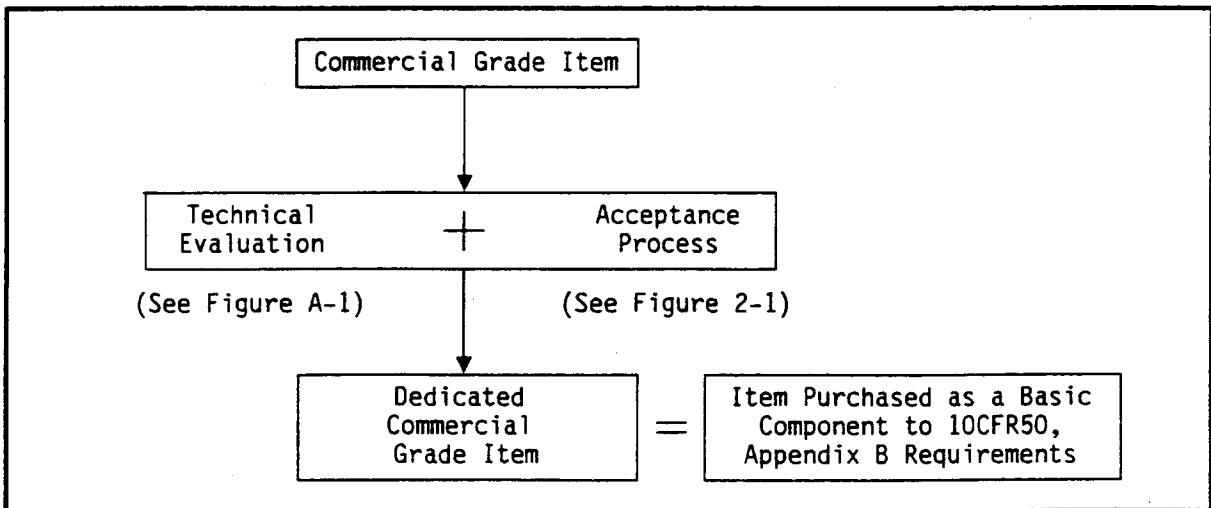 Commercial Grade Item
Technical
Evaluation
+
Acceptance
Process
(See Figure A-1)
(See Figure 2-1)
Dedicated
Commercial
Grade Item
=
Item Purchased as a Basic
Component to 10CFR50,
Appendix B Requirements